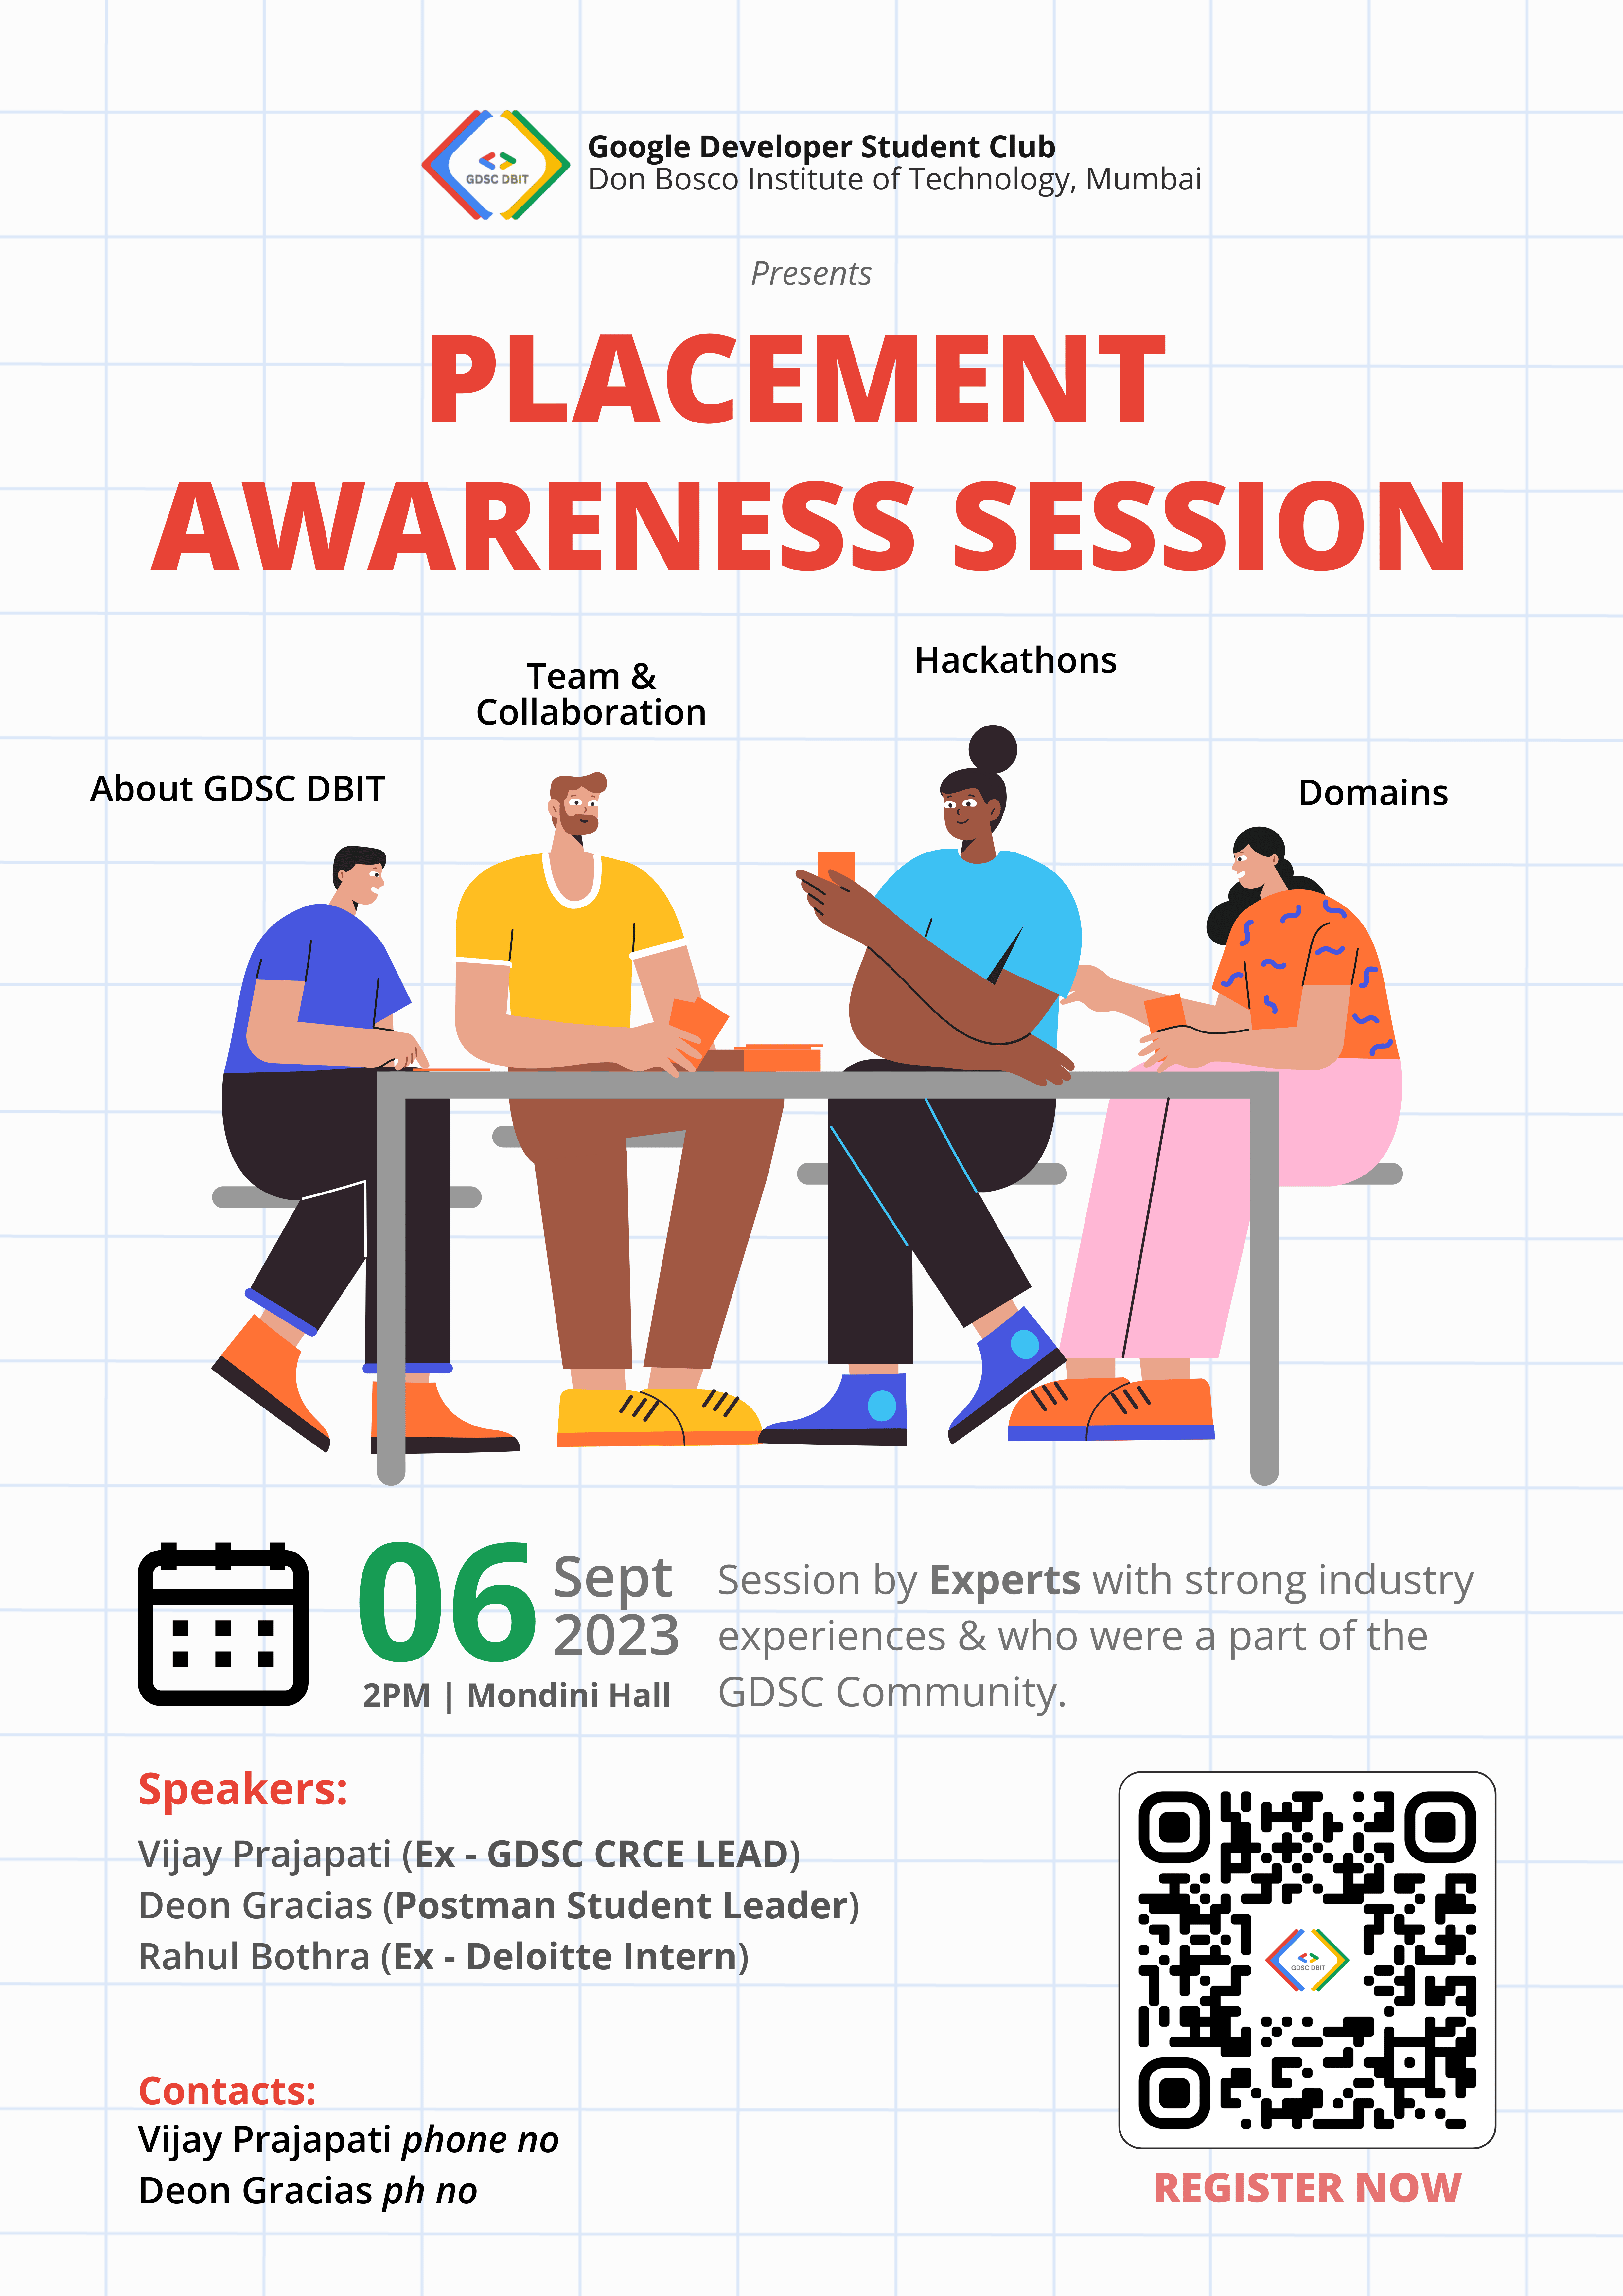 GDSC DBIT
Google Developer Student Club
Don Bosco Institute of Technology, Mumbai
Presents
PLACEMENT
AWARENESS SESSION
About GDSC DBIT
Team &
Collaboration
Hackathons
Domains
06
Sept
2023
2PM | Mondini Hall
Session by Experts with strong industry
experiences & who were a part of the
GDSC Community.
Speakers:
Vijay Prajapati (Ex - GDSC CRCE LEAD)
Deon Gracias (Postman Student Leader)
Rahul Bothra (Ex - Deloitte Intern)
Contacts:
Vijay Prajapati phone no
Deon Gracias ph no
GDSC DBIT
REGISTER NOW